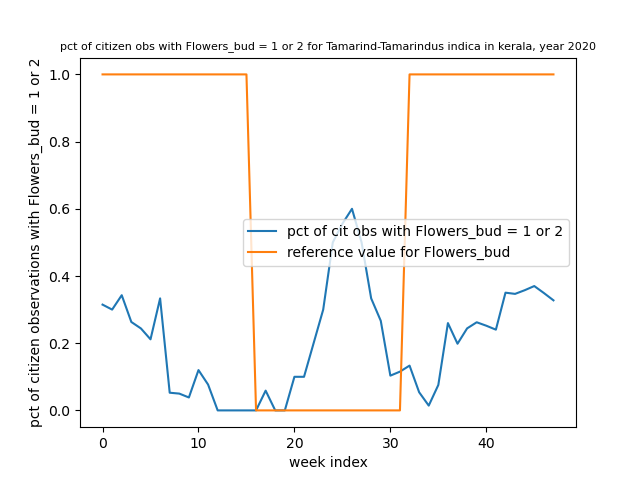 pct of citizen obs with Flowers_bud = 1 or 2 for Tamarind-Tamarindus indica in kerala, year 2020
pct of citizen observations with Flowers_bud = 1 or 2
1.0
0.8
0.6
0.4
0.2
0.0
pct of cit obs with Flowers_bud = 1 or 2
reference value for Flowers_bud
0 10 20 30 40
week index